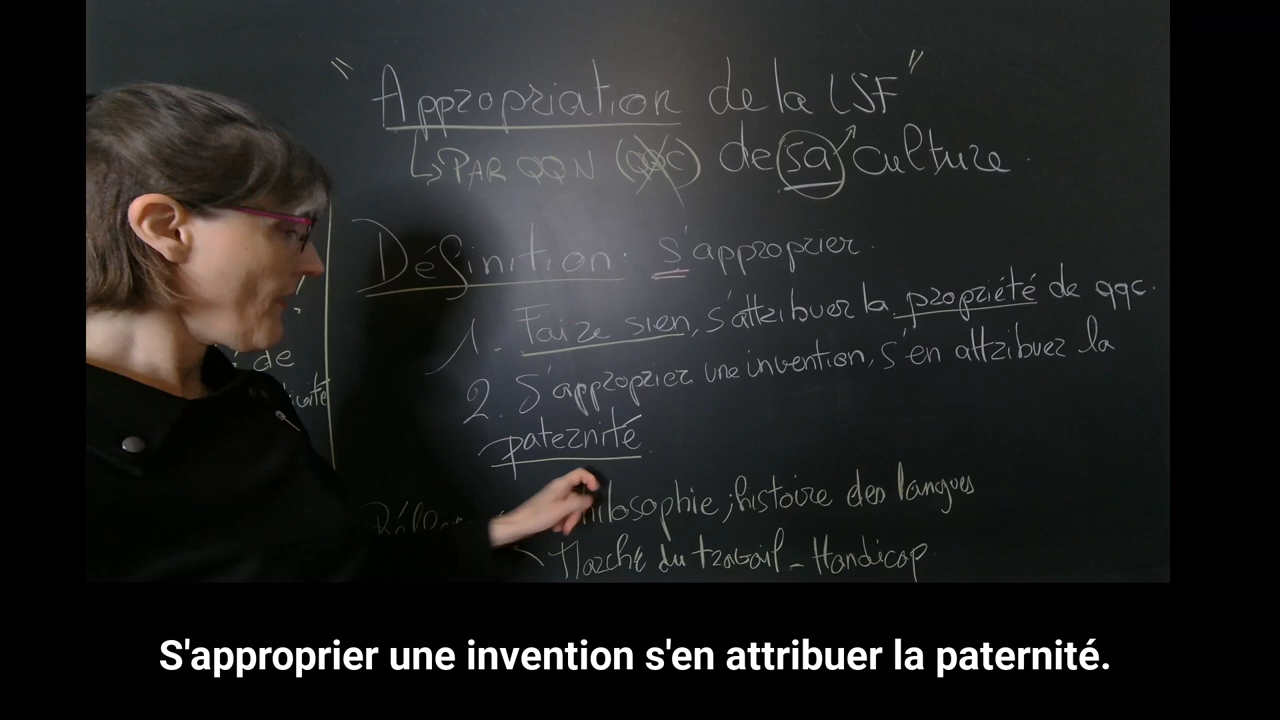 " Appropriation de la LSF "
↳ PAR QQN (QQC) de sa culture.
Définition : s'approprier.
1. Faire sien, s'attribuer la propriété de qqc.
2. S'approprier une invention, s'en attribuer la
paternité.
philosophie ; histoire des langues
Marché du travail - Handicap
é de
S'approprier une invention s'en attribuer la paternité.